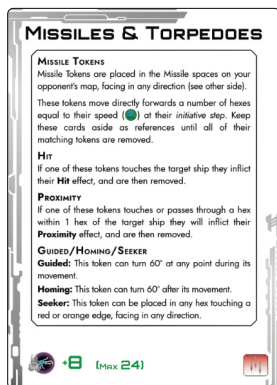 Missiles & Torpedoes
Missile Tokens
Missile Tokens are placed in the Missile spaces on your
opponent's map, facing in any direction (see other side).
These tokens move directly forwards a number of hexes
equal to their speed ( ) at their initiative step. Keep
these cards aside as references until all of their
matching tokens are removed.
Hit
If one of these tokens touches the target ship they inflict
their Hit effect, and are then removed.
Proximity
If one of these tokens touches or passes through a hex
within 1 hex of the target ship they will inflict their
Proximity effect, and are then removed.
Guided/Homing/Seeker
Guided: This token can turn 60° at any point during its
movement.
Homing: This token can turn 60° after its movement.
Seeker: This token can be placed in any hex touching a
red or orange edge, facing in any direction.
+8 (Max 24)